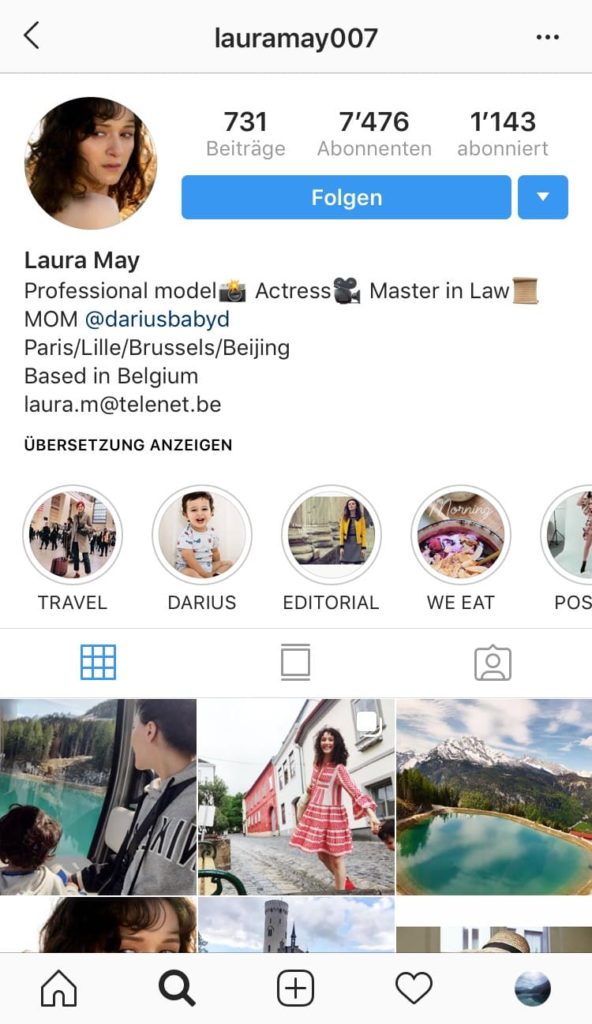 lauramay007
731 7’476 1’143
Beiträge Abonnenten abonniert
Folgen
Laura May
Professional model📸 Actress🎥 Master in Law📜
MOM @dariusbabyd
Paris/Lille/Brussels/Beijing
Based in Belgium
laura.m@telenet.be
ÜBERSETZUNG ANZEIGEN
Morning
TRAVEL DARIUS EDITORIAL WE EAT POS